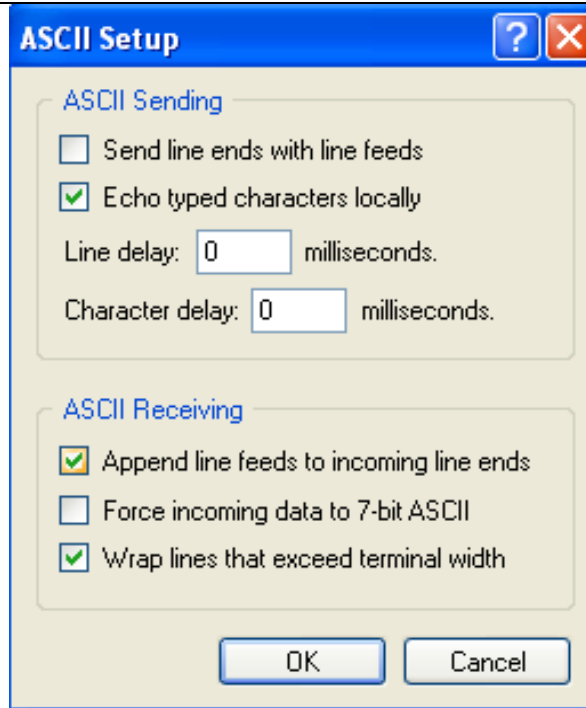 ASCII Setup
ASCII Sending
Send line ends with line feeds
Echo typed characters locally
Line delay: 0 milliseconds.
Character delay: 0 milliseconds.
ASCII Receiving
Append line feeds to incoming line ends
Force incoming data to 7-bit ASCII
Wrap lines that exceed terminal width
OK Cancel